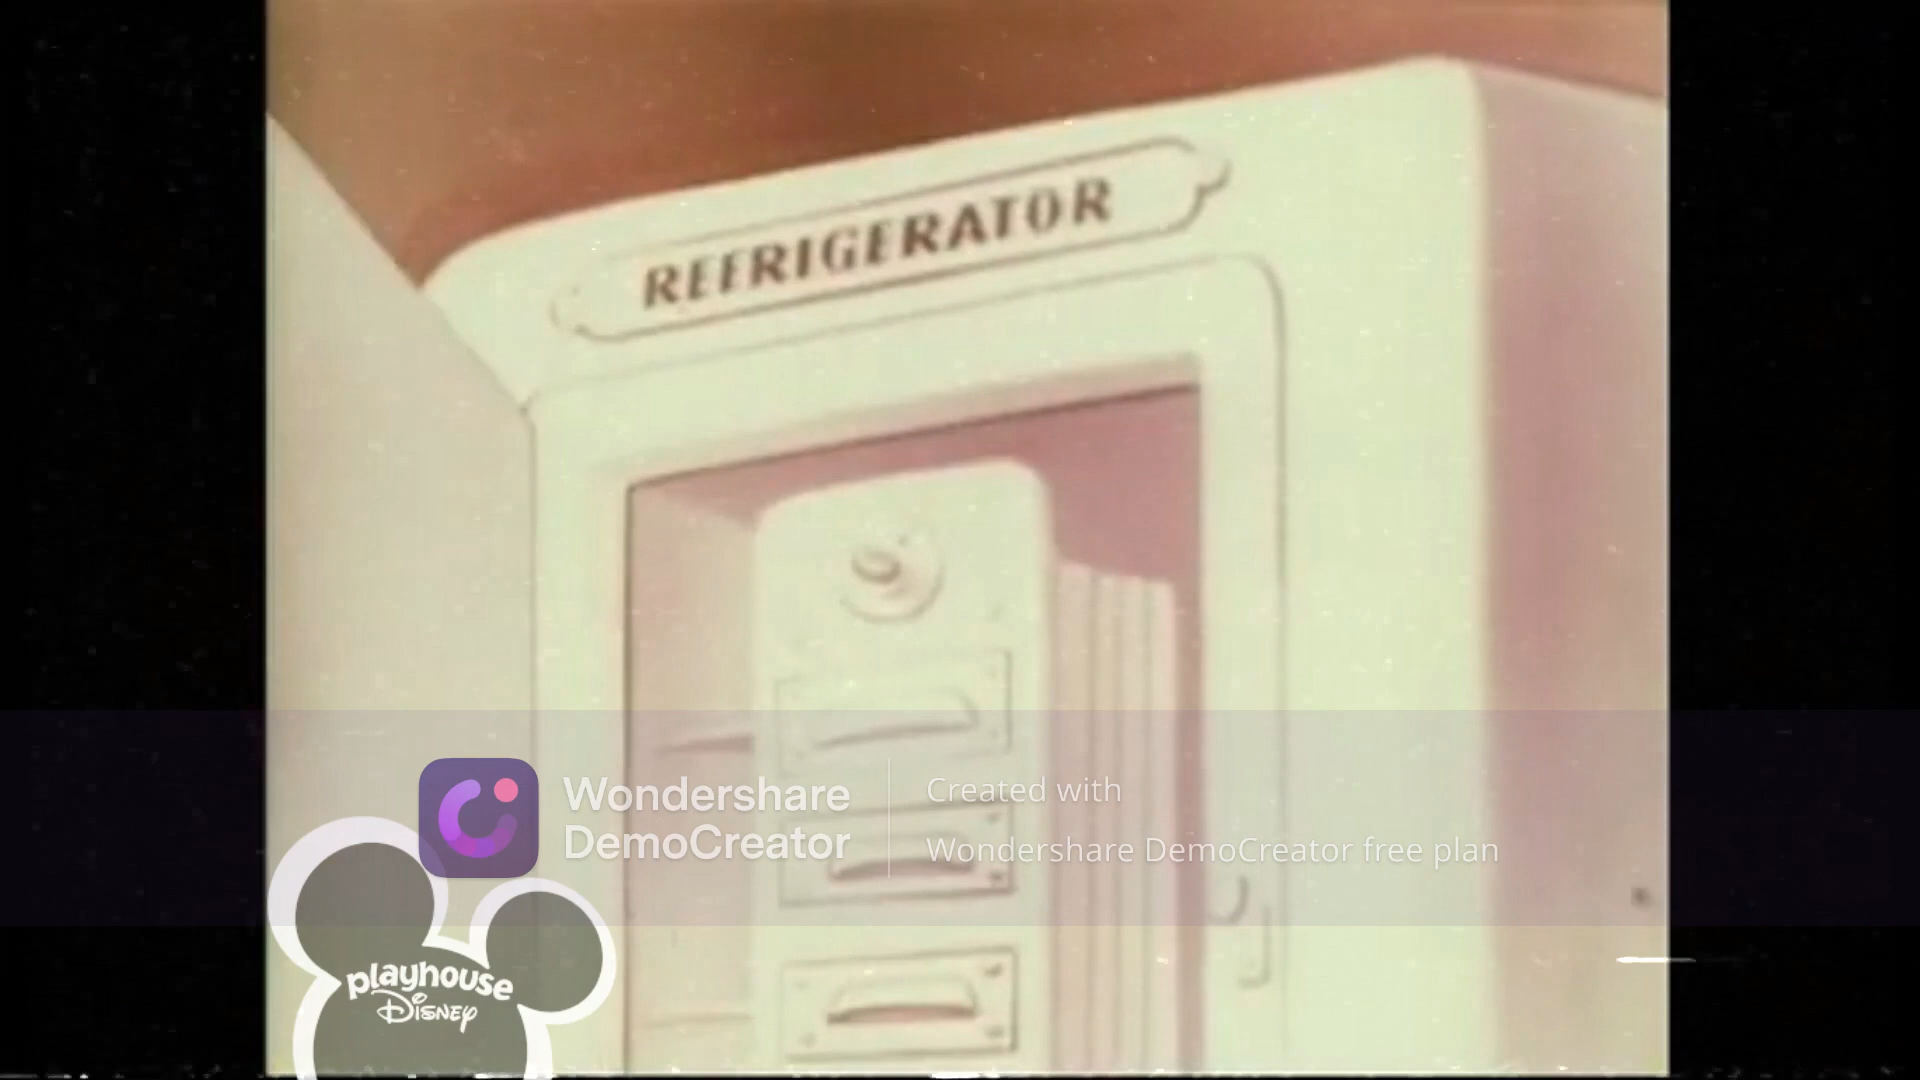 REFRIGERATOR
Wondershare
DemoCreator
Created with
Wondershare DemoCreator free plan
playhouse
Disney